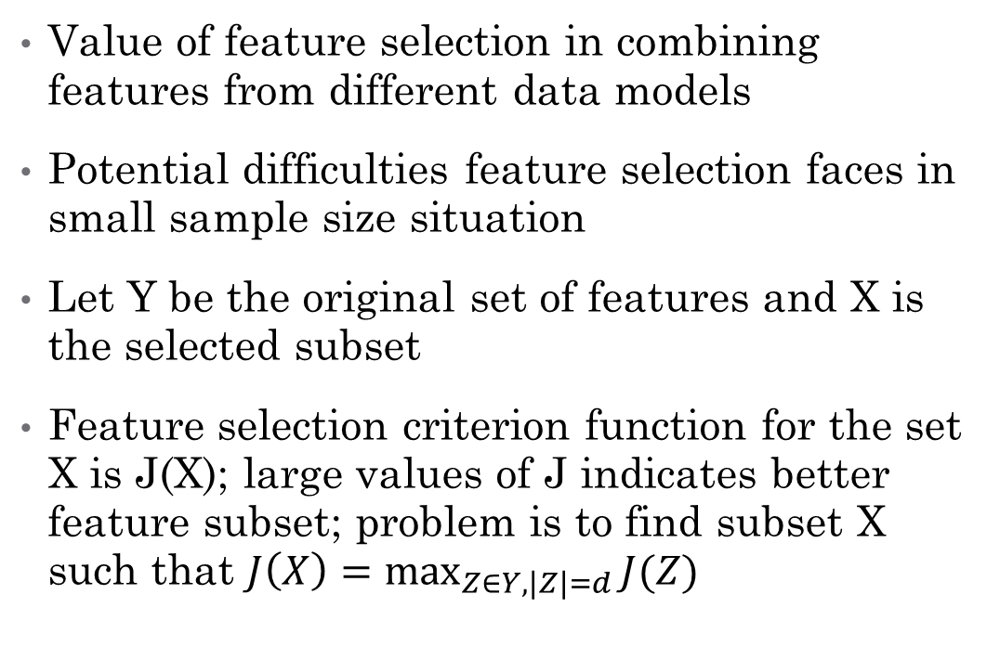 • Value of feature selection in combining
features from different data models
• Potential difficulties feature selection faces in
small sample size situation
• Let Y be the original set of features and X is
the selected subset
• Feature selection criterion function for the set
X is J(X); large values of J indicates better
feature subset; problem is to find subset X
such that J(X) = max_{Z∈Y,|Z|=d} J(Z)